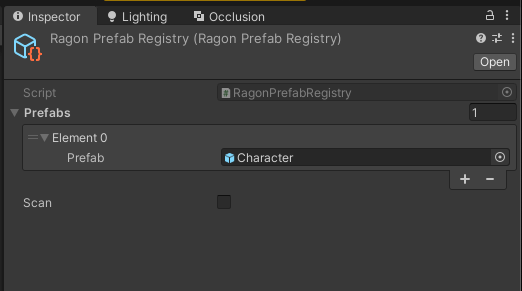 Inspector Lighting Occlusion
Ragon Prefab Registry (Ragon Prefab Registry)
Open
Script RagonPrefabRegistry
Prefabs 1
Element 0
Prefab Character
Scan